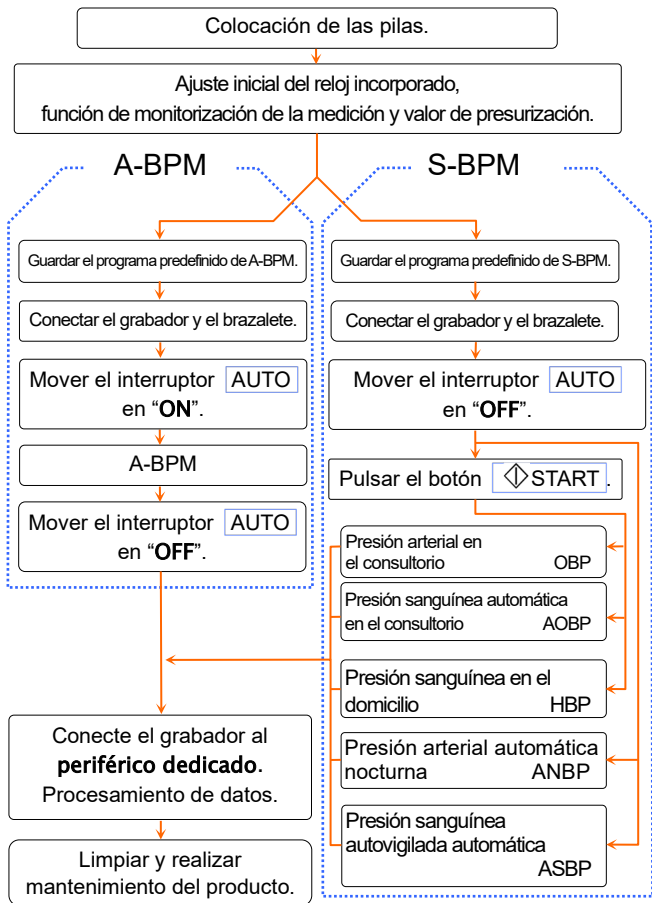 Colocación de las pilas.
Ajuste inicial del reloj incorporado,
función de monitorización de la medición y valor de presurización.
A-BPM
Guardar el programa predefinido de A-BPM.
Conectar el grabador y el brazalete.
Mover el interruptor AUTO
en “ON”.
A-BPM
Mover el interruptor AUTO
en “OFF”.
S-BPM
Guardar el programa predefinido de S-BPM.
Conectar el grabador y el brazalete.
Mover el interruptor AUTO
en “OFF”.
Pulsar el botón START.
Presión arterial en
el consultorio OBP
Presión sanguínea automática
en el consultorio AOBP
Presión sanguínea en el
domicilio HBP
Presión arterial automática
nocturna ANBP
Presión sanguínea
autovigilada automática
ASBP
Conecte el grabador al
periférico dedicado.
Procesamiento de datos.
Limpiar y realizar
mantenimiento del producto.